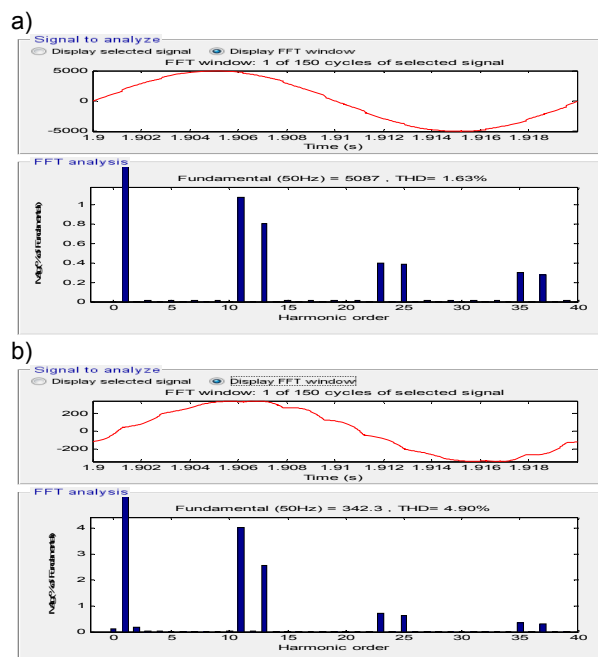 a)
Signal to analyze
Display selected signal Display FFT window
FFT window: 1 of 150 cycles of selected signal
5000
0
-5000
1.9 1.902 1.904 1.906 1.908 1.91 1.912 1.914 1.916 1.918
Time (s)
FFT analysis
Fundamental (50Hz) = 5087 , THD= 1.63%
1
0.8
0.6
0.4
0.2
0
0 5 10 15 20 25 30 35 40
Harmonic order
b)
Signal to analyze
Display selected signal Display FFT window
FFT window: 1 of 150 cycles of selected signal
200
0
-200
1.9 1.902 1.904 1.906 1.908 1.91 1.912 1.914 1.916 1.918
Time (s)
FFT analysis
Fundamental (50Hz) = 342.3 , THD= 4.90%
4
3
2
1
0
0 5 10 15 20 25 30 35 40
Harmonic order